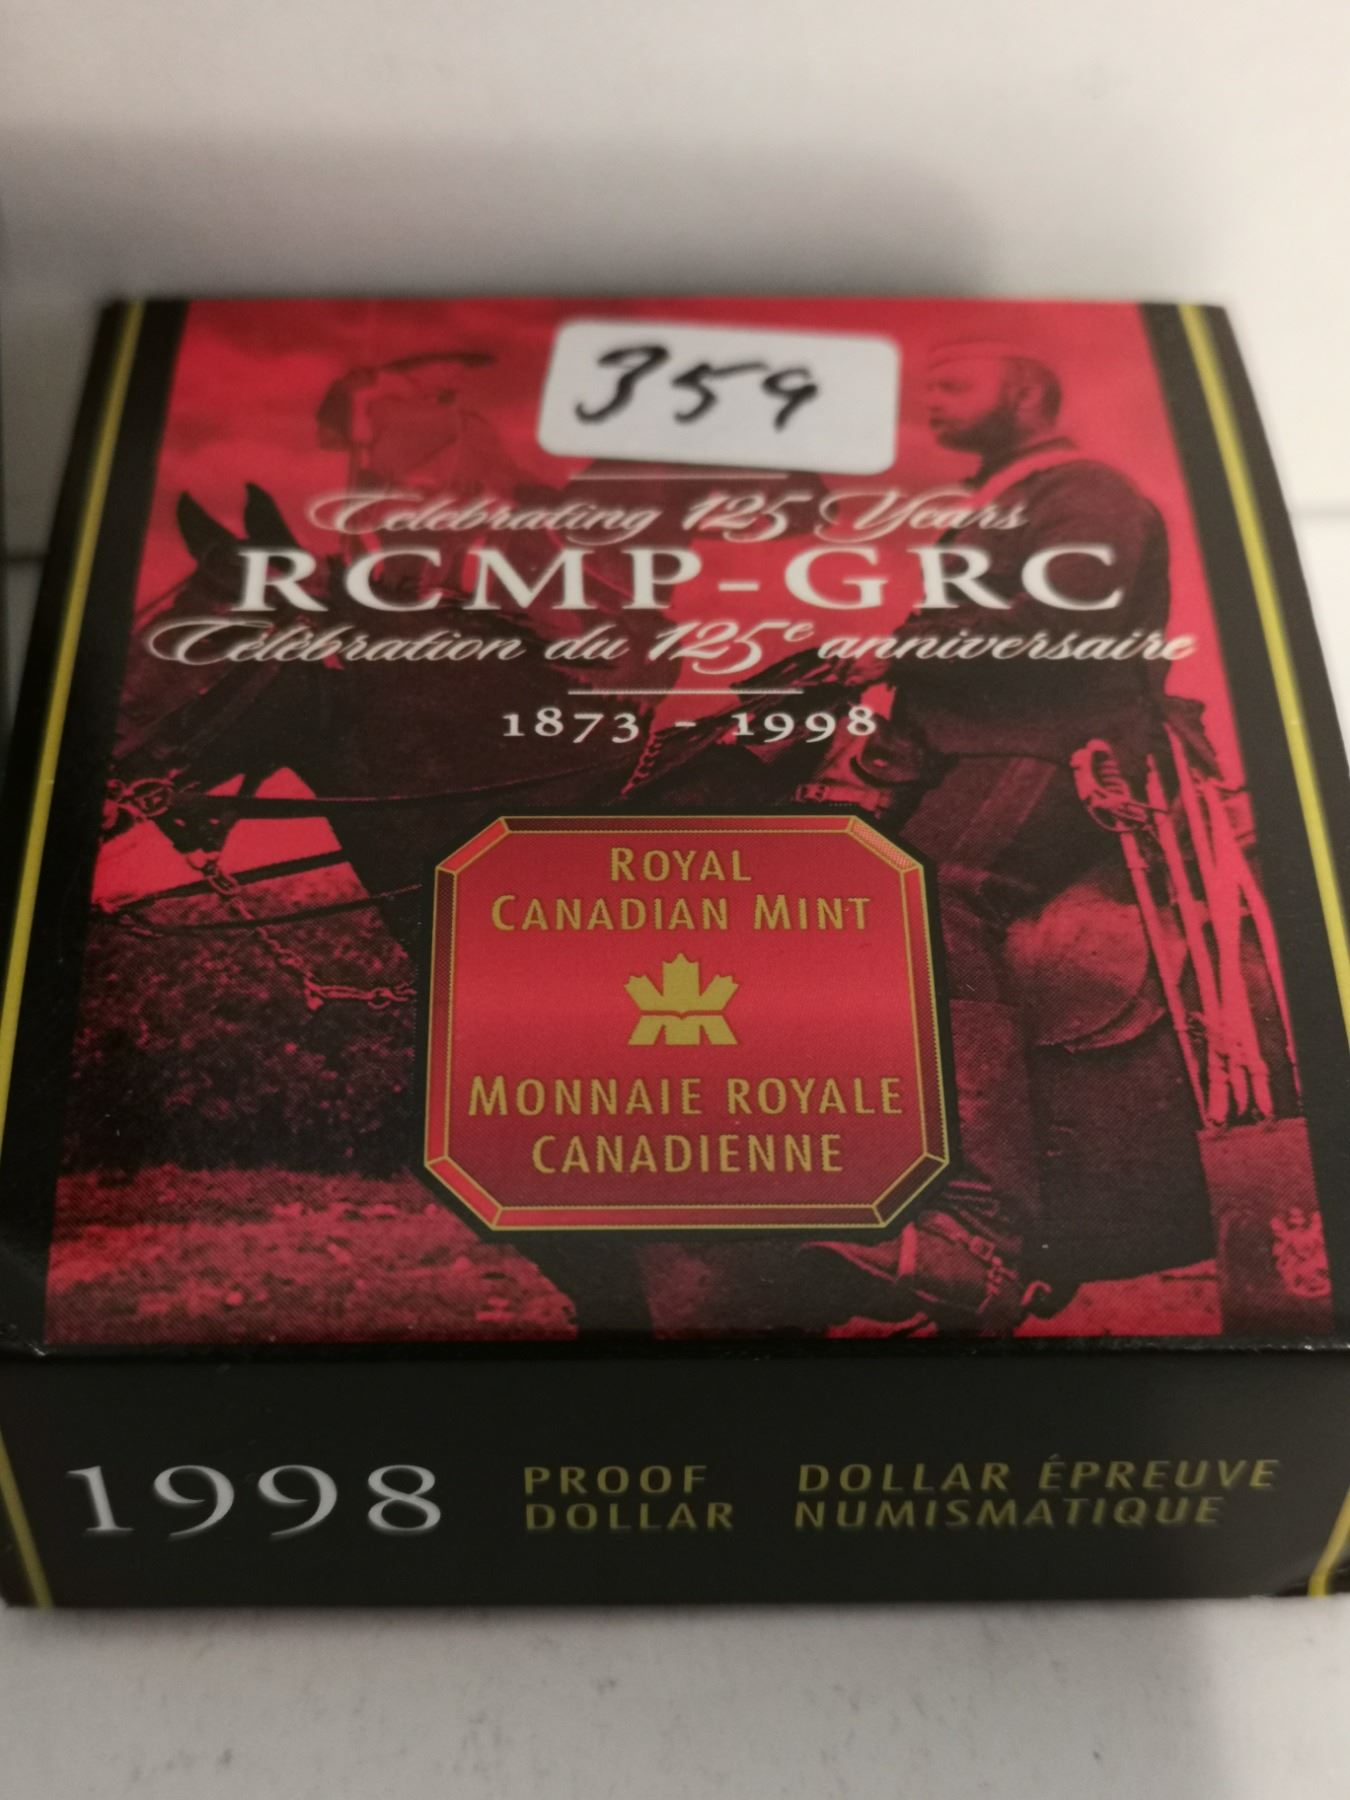 359
Celebrating 125 Years
RCMP-GRC
Célébration du 125e anniversaire
1873 - 1998
ROYAL
CANADIAN MINT
MONNAIE ROYALE
CANADIENNE
1998
PROOF
DOLLAR
DOLLAR ÉPREUVE
NUMISMATIQUE